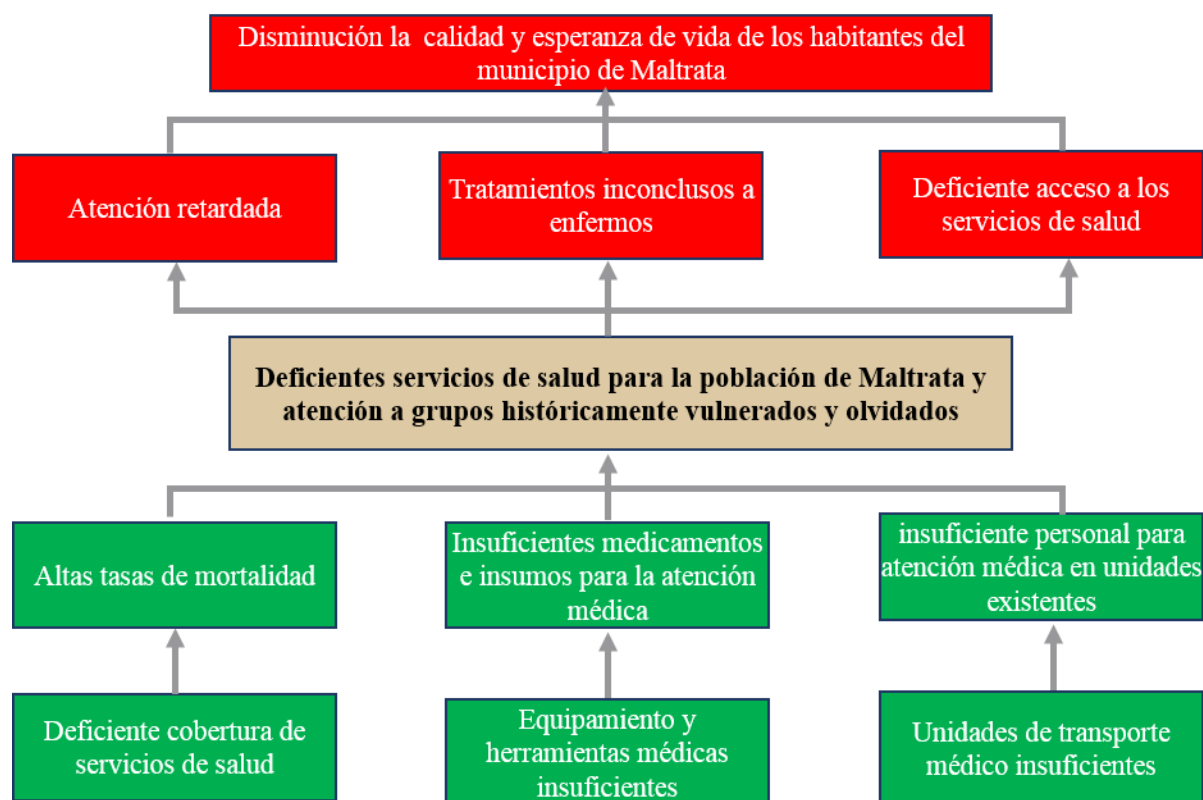 Disminución la calidad y esperanza de vida de los habitantes del
municipio de Maltrata
Atención retardada
Tratamientos inconclusos a
enfermos
Deficiente acceso a los
servicios de salud
Deficientes servicios de salud para la población de Maltrata y
atención a grupos históricamente vulnerados y olvidados
Altas tasas de mortalidad
Insuficientes medicamentos
e insumos para la atención
médica
insuficiente personal para
atención médica en unidades
existentes
Deficiente cobertura de
servicios de salud
Equipamiento y
herramientas médicas
insuficientes
Unidades de transporte
médico insuficientes